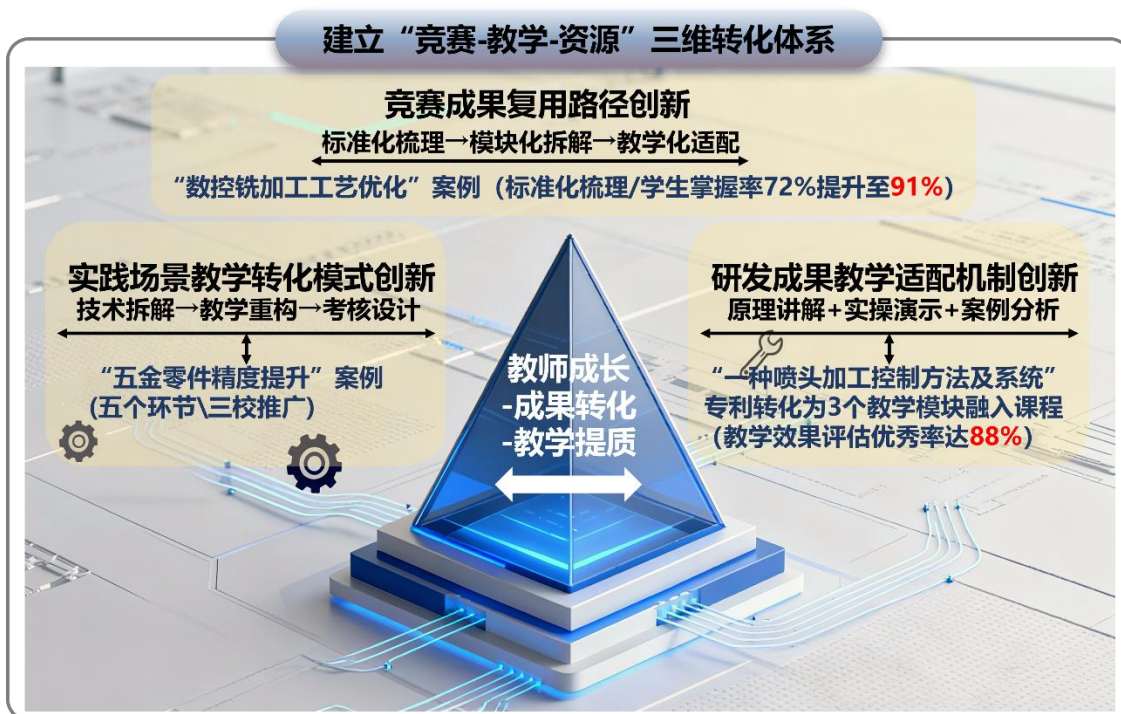 建立“竞赛-教学-资源”三维转化体系
竞赛成果复用路径创新
标准化梳理→模块化拆解→教学化适配
“数控铣加工工艺优化”案例（标准化梳理/学生掌握率72%提升至91%）
实践场景教学转化模式创新
技术拆解→教学重构→考核设计
“五金零件精度提升”案例
(五个环节\三校推广）
研发成果教学适配机制创新
原理讲解+实操演示+案例分析
“一种喷头加工控制方法及系统”
专利转化为3个教学模块融入课程
(教学效果评估优秀率达88%）
教师成长
-成果转化
-教学提质